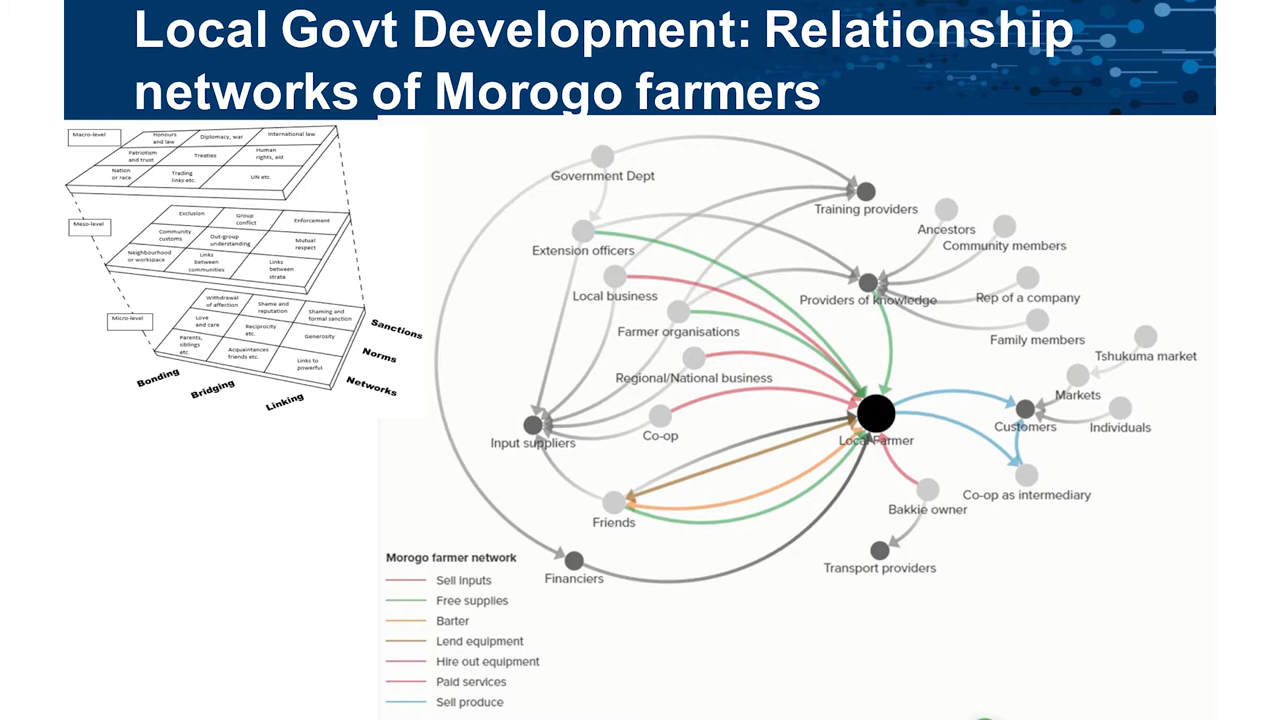 Local Govt Development: Relationship
networks of Morogo farmers
Macro-level
Honours
and law
Diplomacy, war
International law
Patriotism
and trust
Treaties
Human
rights, aid
Nation
or race
Trading
links etc.
UN etc.
Meso-level
Exclusion
Group
conflict
Enforcement
Community
customs
Out-group
understanding
Mutual
respect
Neighbourhood
or workspace
Links
between
communities
Links
between
strata
Micro-level
Withdrawal
of affection
Shame and
reputation
Shaming and
formal sanction
Love
and care
Reciprocity
etc.
Generosity
Parents,
siblings
etc.
Acquaintances
friends etc.
Links to
powerful
Sanctions
Norms
Networks
Bonding
Bridging
Linking
Government Dept
Training providers
Extension officers
Ancestors
Community members
Local business
Providers of knowledge
Rep of a company
Farmer organisations
Family members
Regional/National business
Tshukuma market
Markets
Input suppliers
Co-op
Local Farmer
Customers
Individuals
Co-op as intermediary
Friends
Bakkie owner
Financiers
Transport providers
Morogo farmer network
Sell inputs
Free supplies
Barter
Lend equipment
Hire out equipment
Paid services
Sell produce